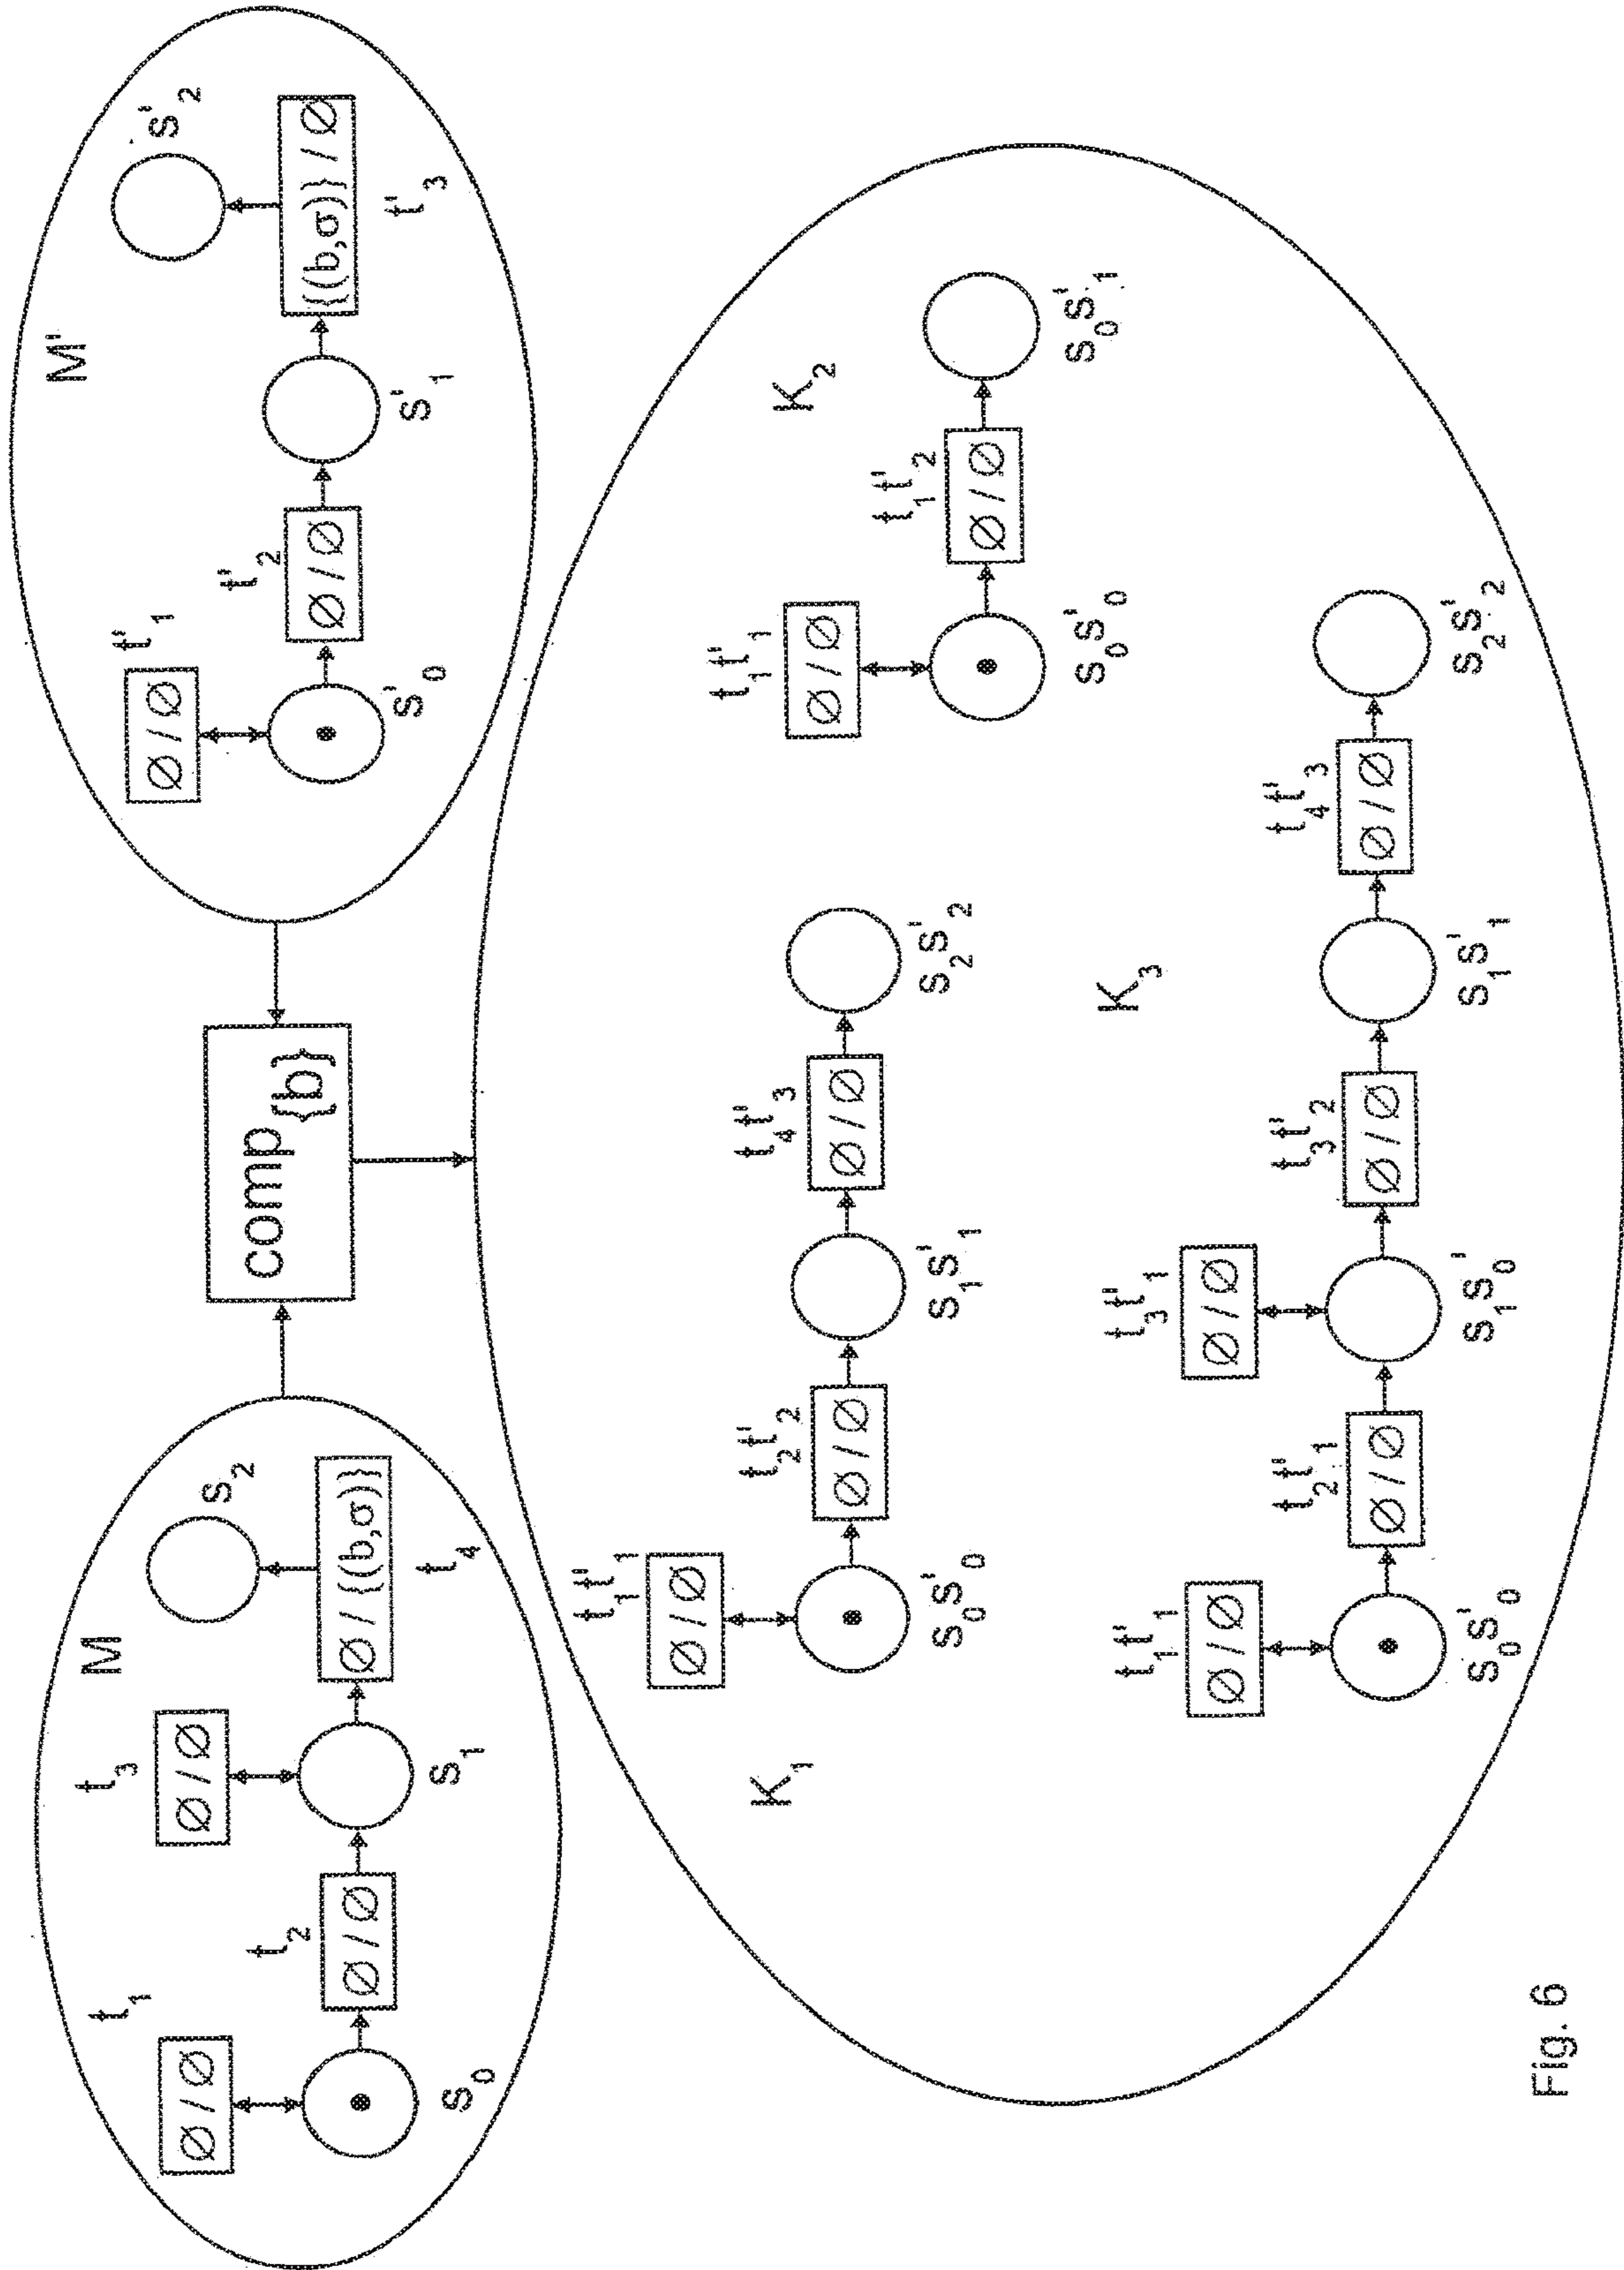 M
t₁
Ø / Ø
s₀
t₂
Ø / Ø
t₃
Ø / Ø
s₁
Ø / {(b,σ)}
t₄
s₂
comp{b}
M'
t'₁
Ø / Ø
s'₀
t'₂
Ø / Ø
s'₁
{(b,σ)} / Ø
t'₃
s'₂
K₁
t₁t'₁
Ø / Ø
s₀s'₀
t₂t'₂
Ø / Ø
s₁s'₁
t₄t'₃
Ø / Ø
s₂s'₂
K₂
t₁t'₁
Ø / Ø
s₀s'₀
t₁t'₂
Ø / Ø
s₀s'₁
K₃
t₁t'₁
Ø / Ø
s₀s'₀
t₂t'₁
Ø / Ø
t₃t'₁
Ø / Ø
s₁s₀'
t₃t'₂
Ø / Ø
s₁s'₁
t₄t'₃
Ø / Ø
s₂s'₂
Fig. 6